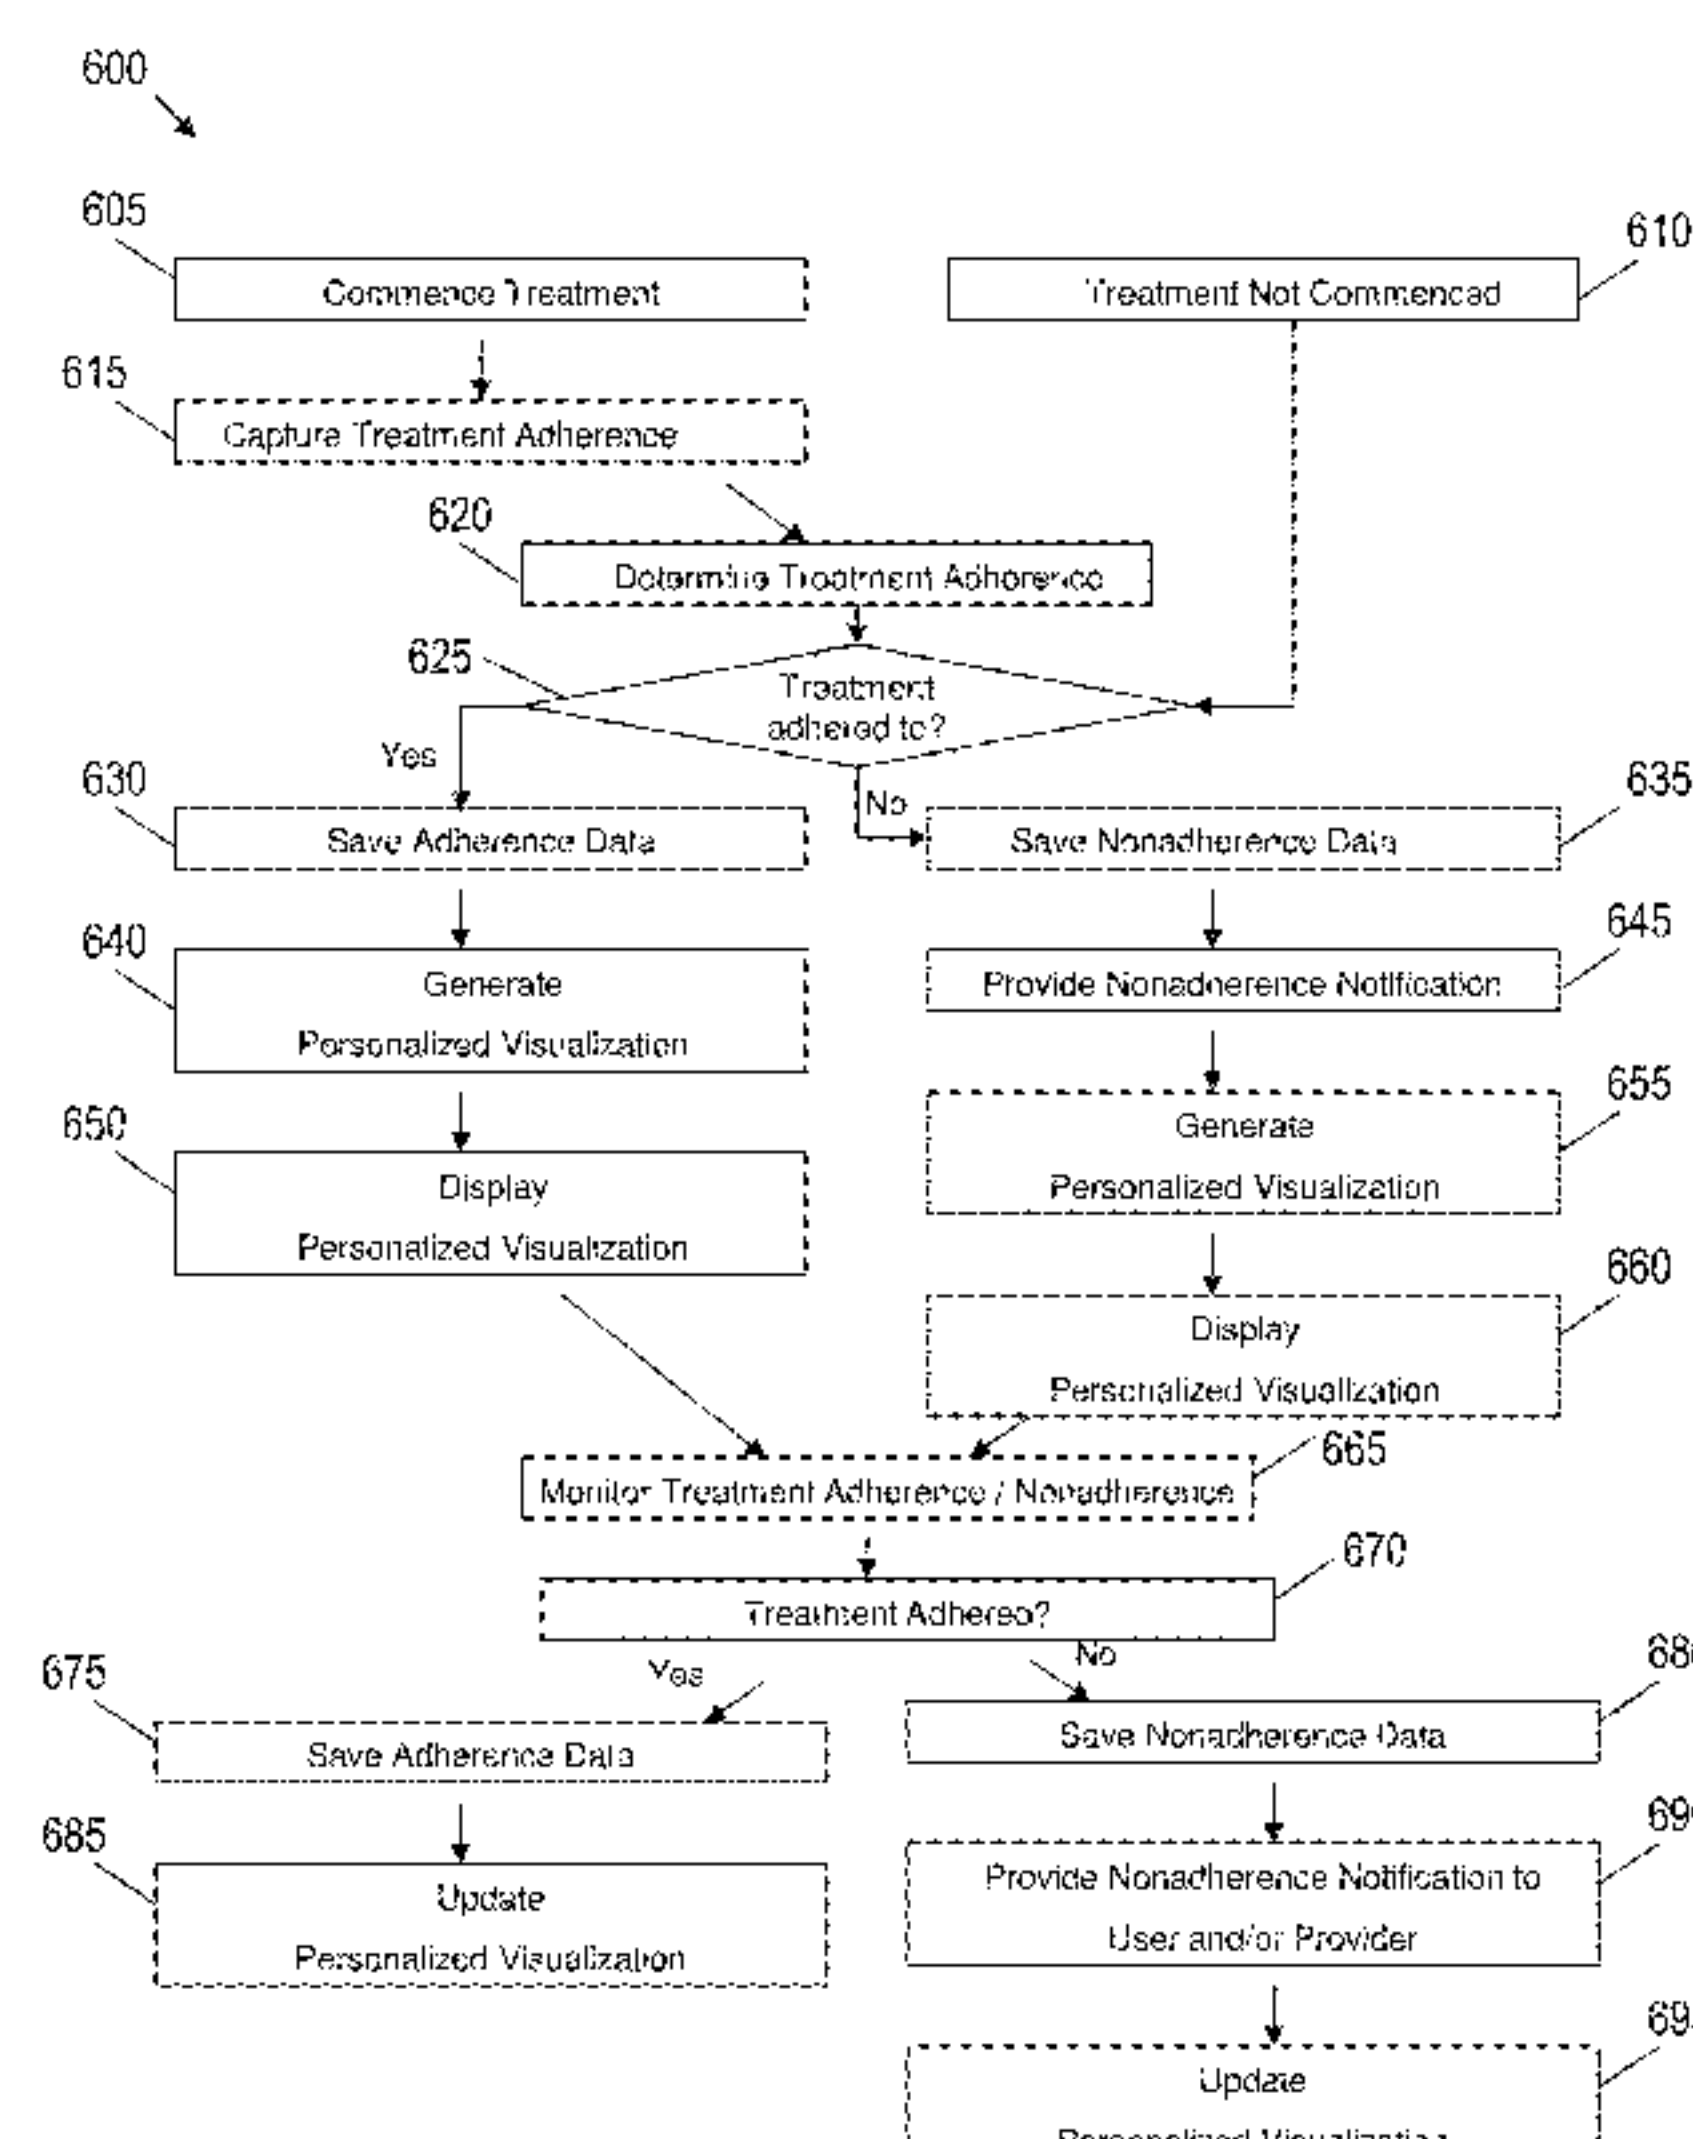 600
605
610
Commence Treatment
Treatment Not Commenced
615
Capture Treatment Adherence
620
Determine Treatment Adherence
625
Treatment
adhered to?
Yes
No
630
635
Save Adherence Data
Save Nonadherence Data
640
645
Generate
Personalized Visualization
Provide Nonadherence Notification
650
655
Display
Personalized Visualization
Generate
Personalized Visualization
660
Display
Personalized Visualization
665
Monitor Treatment Adherence / Nonadherence
670
Treatment Adhered?
Yes
No
675
Save Adherence Data
Save Nonadherence Data
685
Update
Personalized Visualization
Provide Nonadherence Notification to
User and/or Provider
Update
Personalized Visualization